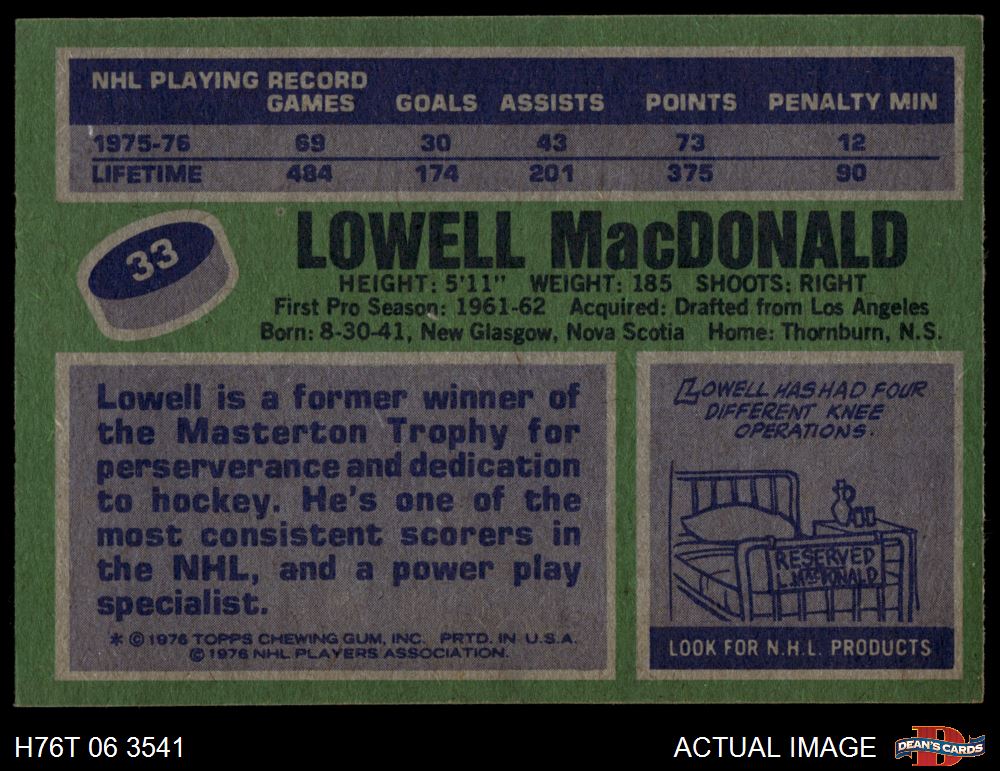 NHL PLAYING RECORD
GAMES GOALS ASSISTS POINTS PENALTY MIN
1975-76 69 30 43 73 12
LIFETIME 484 174 201 375 90
33
LOWELL MacDONALD
HEIGHT: 5'11" WEIGHT: 185 SHOOTS: RIGHT
First Pro Season: 1961-62 Acquired: Drafted from Los Angeles
Born: 8-30-41, New Glasgow, Nova Scotia Home: Thornburn, N.S.
Lowell is a former winner of
the Masterton Trophy for
perserverance and dedication
to hockey. He's one of the
most consistent scorers in
the NHL, and a power play
specialist.
* © 1976 TOPPS CHEWING GUM, INC. PRTD. IN U.S.A.
© 1976 NHL PLAYERS ASSOCIATION.
LOWELL HAS HAD FOUR
DIFFERENT KNEE
OPERATIONS.
RESERVED
L. MacDONALD
LOOK FOR N.H.L. PRODUCTS
H76T 06 3541
ACTUAL IMAGE
D
DEAN'S CARDS